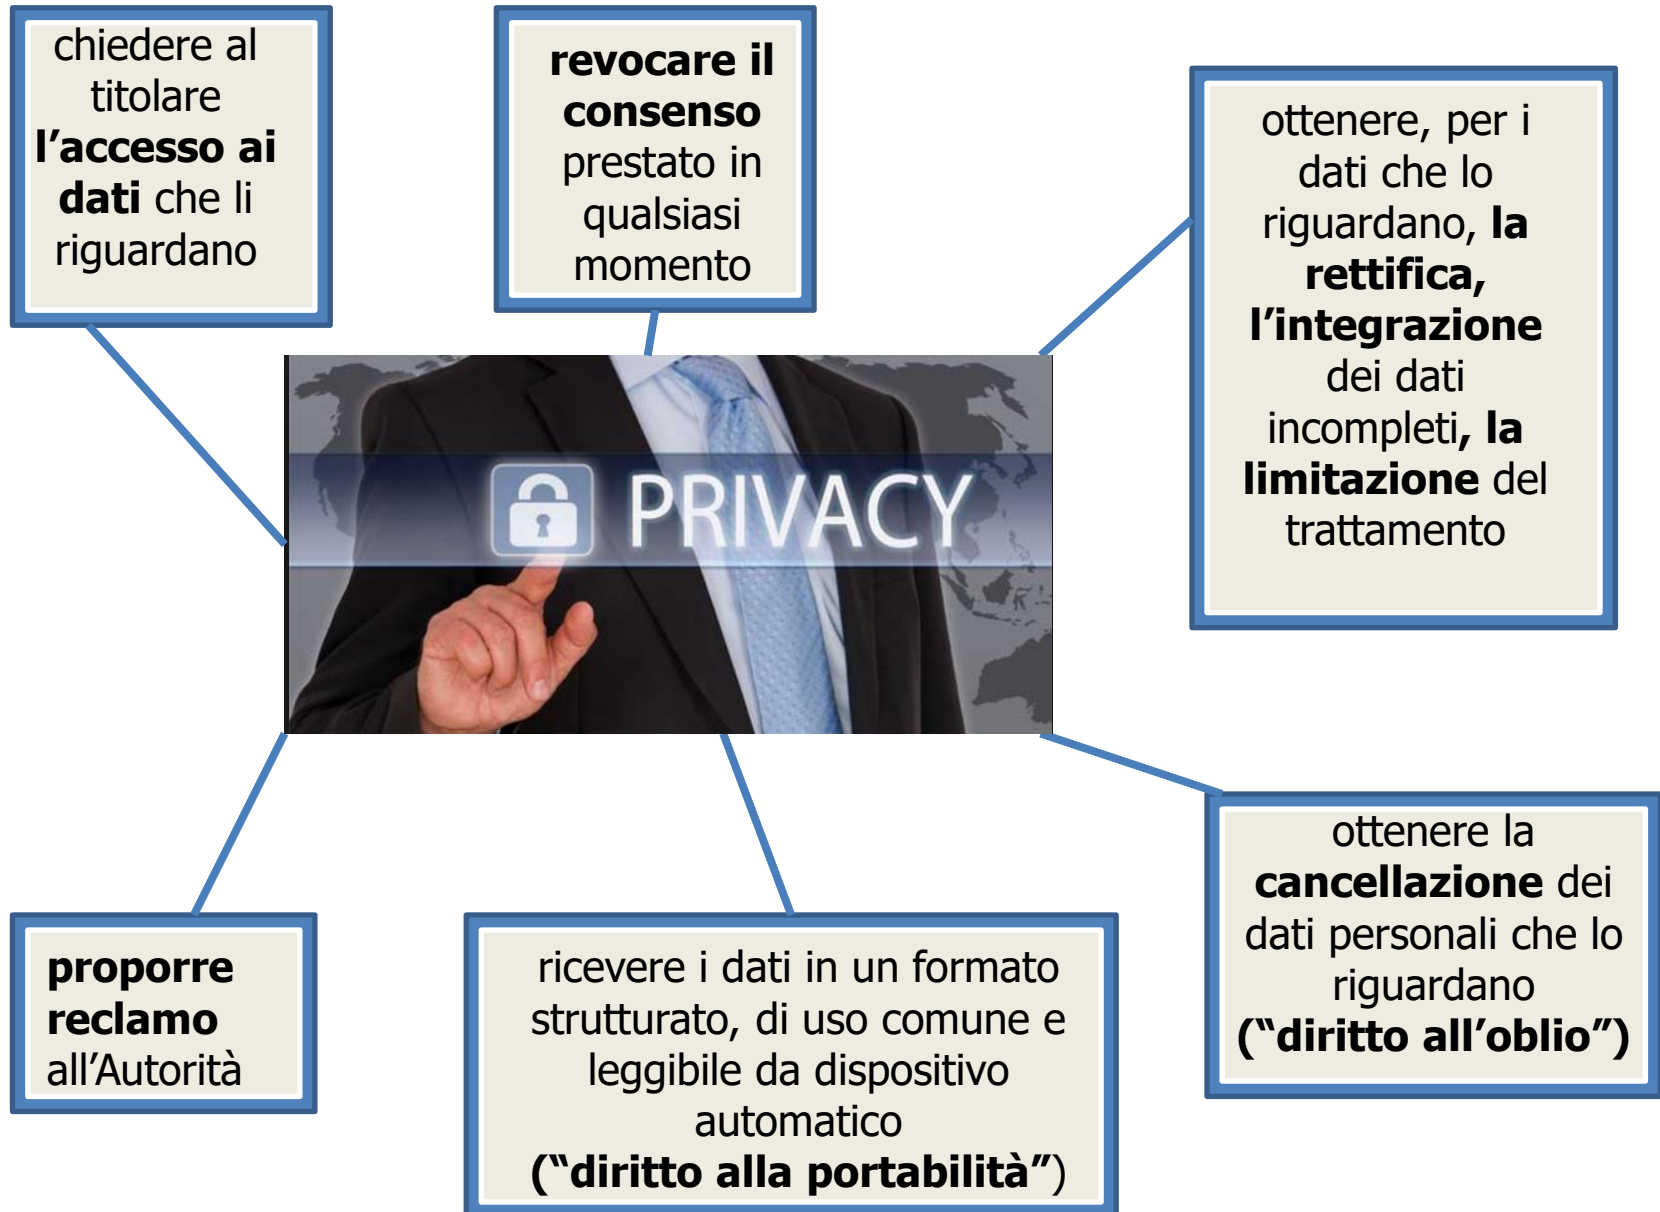 chiedere al
titolare
l’accesso ai
dati che li
riguardano
revocare il
consenso
prestato in
qualsiasi
momento
ottenere, per i
dati che lo
riguardano, la
rettifica,
l’integrazione
dei dati
incompleti, la
limitazione del
trattamento
PRIVACY
proporre
reclamo
all’Autorità
ricevere i dati in un formato
strutturato, di uso comune e
leggibile da dispositivo
automatico
(“diritto alla portabilità”)
ottenere la
cancellazione dei
dati personali che lo
riguardano
(“diritto all’oblio”)